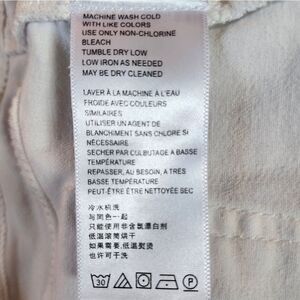 MACHINE WASH COLD
WITH LIKE COLORS
USE ONLY NON-CHLORINE
BLEACH
TUMBLE DRY LOW
LOW IRON AS NEEDED
MAY BE DRY CLEANED
LAVER À LA MACHINE À L'EAU
FROIDE AVEC COULEURS
SIMILAIRES
UTILISER UN AGENT DE
BLANCHIMENT SANS CHLORE SI
NÉCESSAIRE
SECHER PAR CULBUTAGE A BASSE
TEMPÉRATURE
REPASSER, AU BESOIN, A TRÈS
BASSE TEMPÉRATURE
PEUT-ÊTRE ÊTRE NETTOYÉE SEC
冷水机洗
与同色一起
只能使用非含氯漂白剂
低温滚筒烘干
如果需要,低温熨烫
也许可干洗
30 P